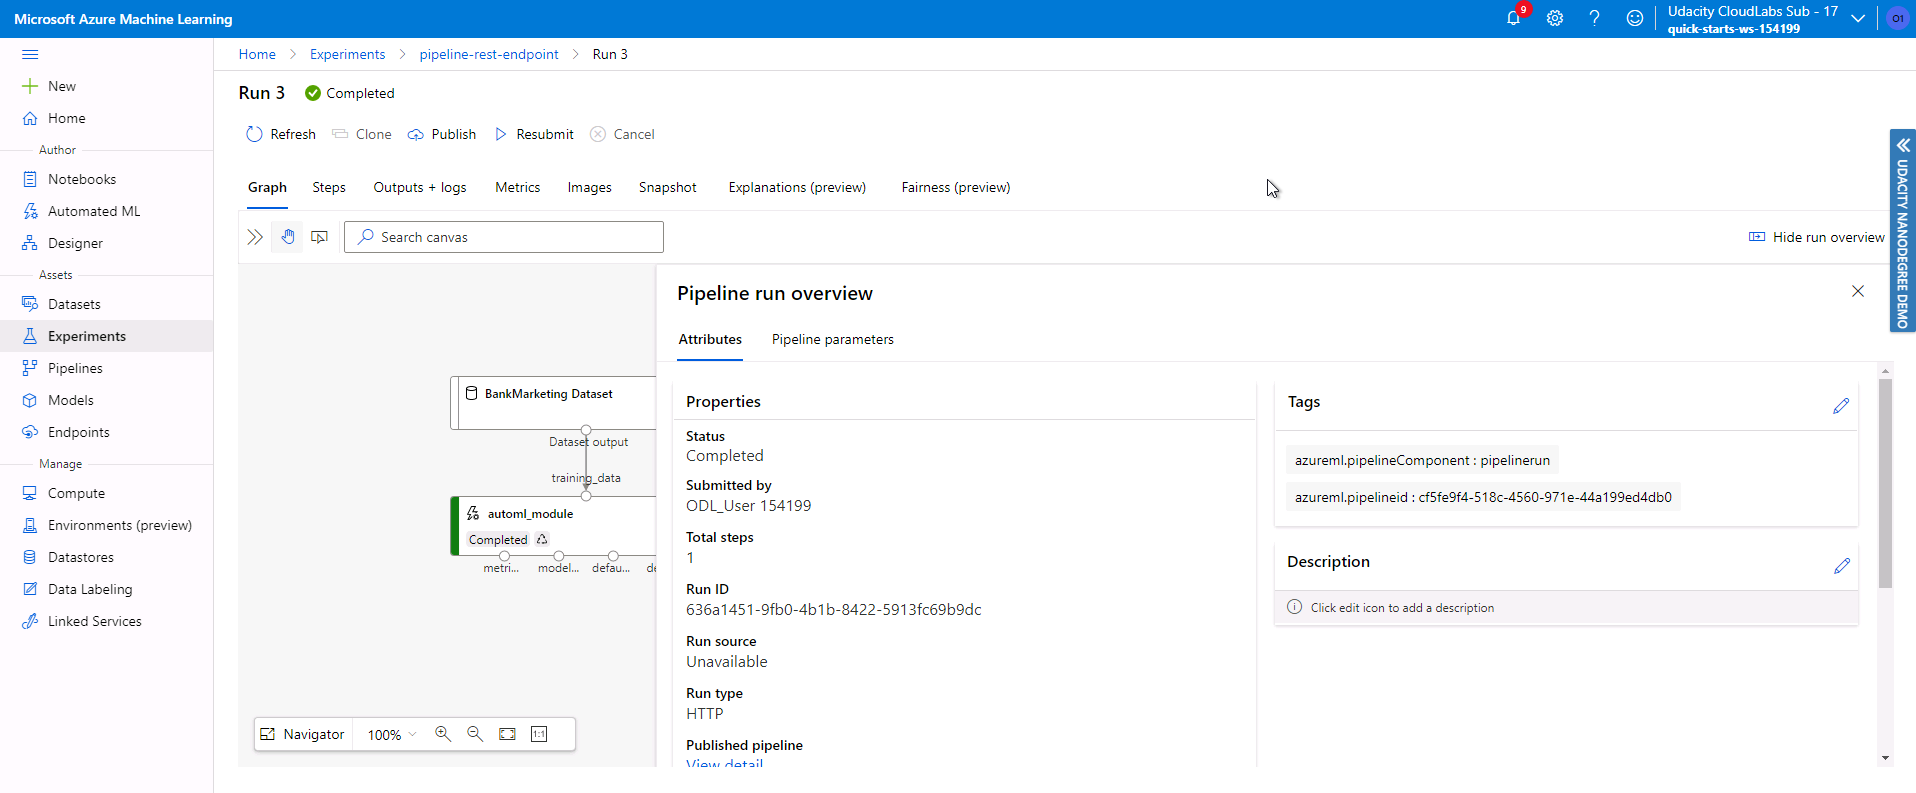 Microsoft Azure Machine Learning
9
Udacity CloudLabs Sub - 17
quick-starts-ws-154199
O1
New
Home
Author
Notebooks
Automated ML
Designer
Assets
Datasets
Experiments
Pipelines
Models
Endpoints
Manage
Compute
Environments (preview)
Datastores
Data Labeling
Linked Services
Home > Experiments > pipeline-rest-endpoint > Run 3
Run 3 Completed
Refresh Clone Publish Resubmit Cancel
Graph Steps Outputs + logs Metrics Images Snapshot Explanations (preview) Fairness (preview)
Search canvas
Hide run overview
UDACITY NANODEGREE DEMO
BankMarketing Dataset
Dataset output
training_data
automl_module
Completed
metri... model... defau... de
Navigator 100% 1:1
Pipeline run overview
Attributes Pipeline parameters
Properties
Status
Completed
Submitted by
ODL_User 154199
Total steps
1
Run ID
636a1451-9fb0-4b1b-8422-5913fc69b9dc
Run source
Unavailable
Run type
HTTP
Published pipeline
View detail
Tags
azureml.pipelineComponent : pipelinerun
azureml.pipelineid : cf5fe9f4-518c-4560-971e-44a199ed4db0
Description
Click edit icon to add a description